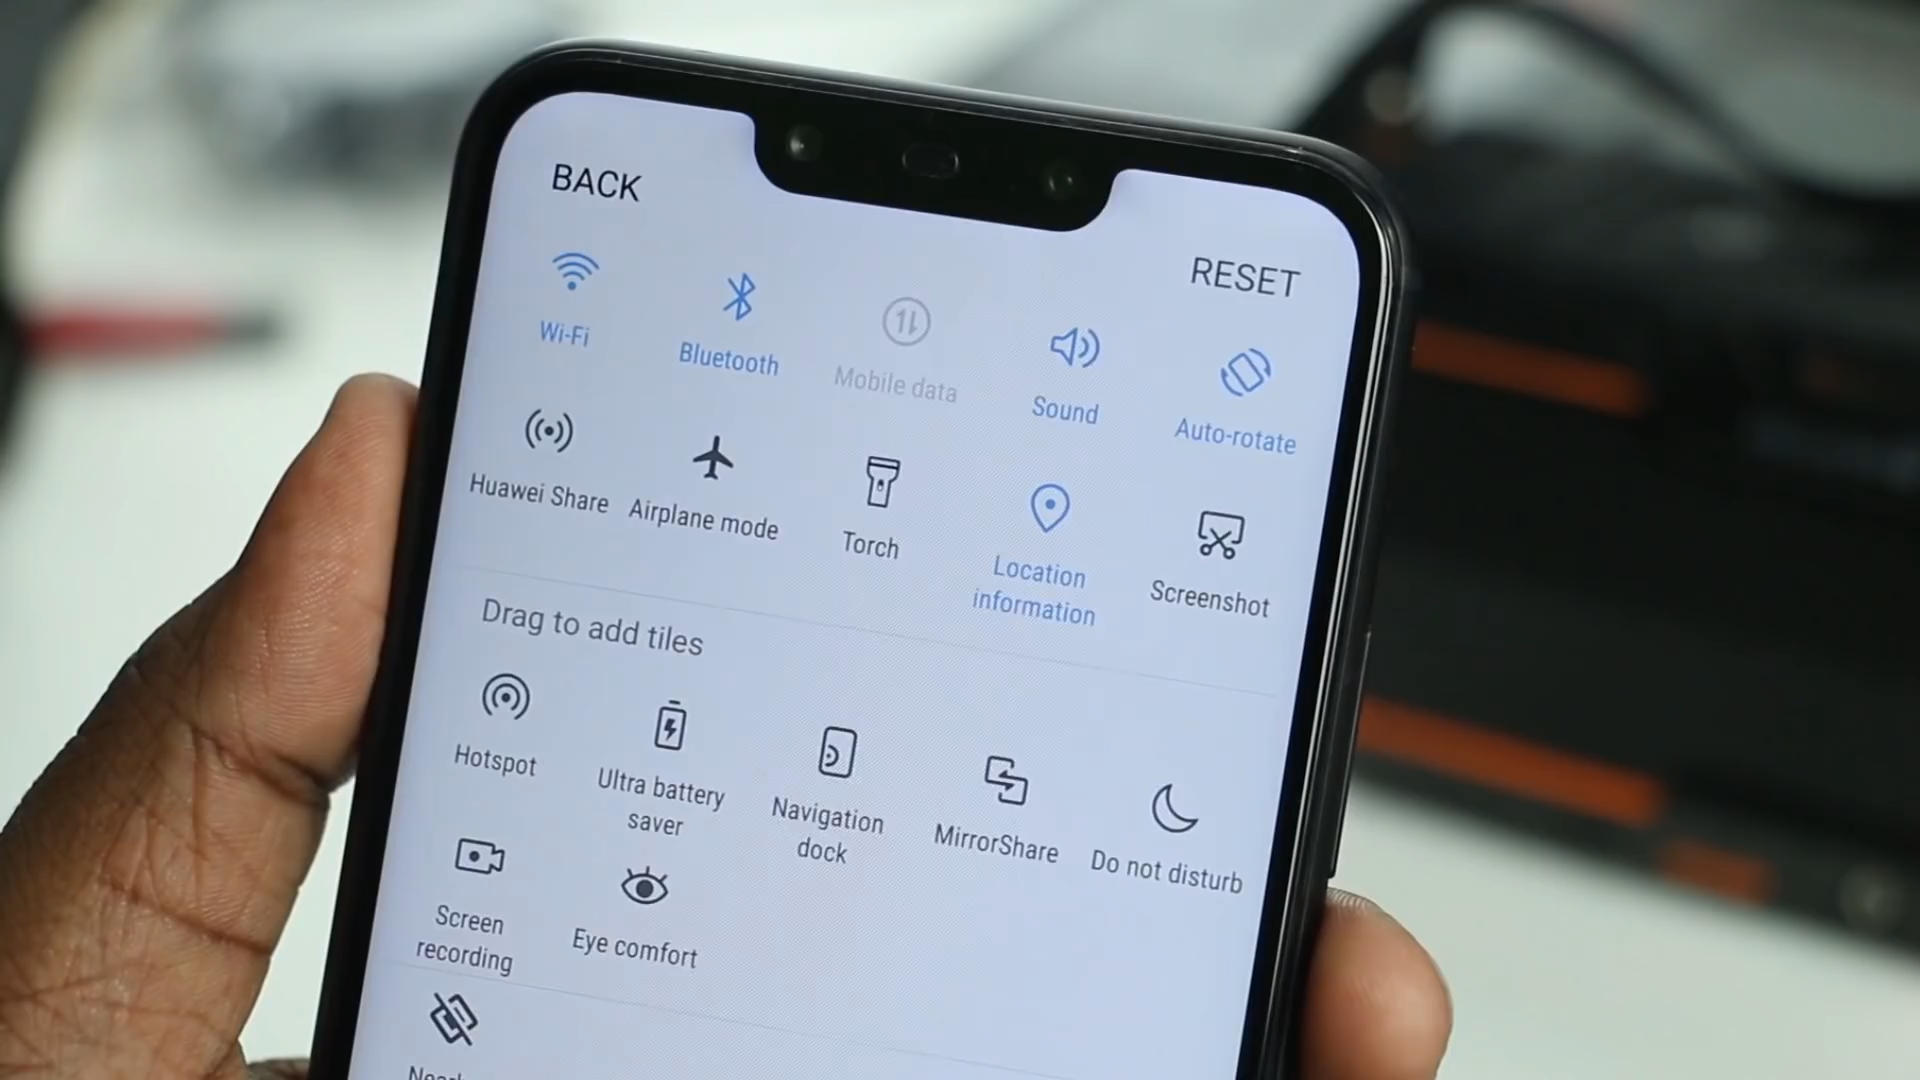 BACK
RESET
Wi-Fi
Bluetooth
Mobile data
Sound
Auto-rotate
Huawei Share
Airplane mode
Torch
Location
information
Screenshot
Drag to add tiles
Hotspot
Ultra battery
saver
Navigation
dock
MirrorShare
Do not disturb
Screen
recording
Eye comfort